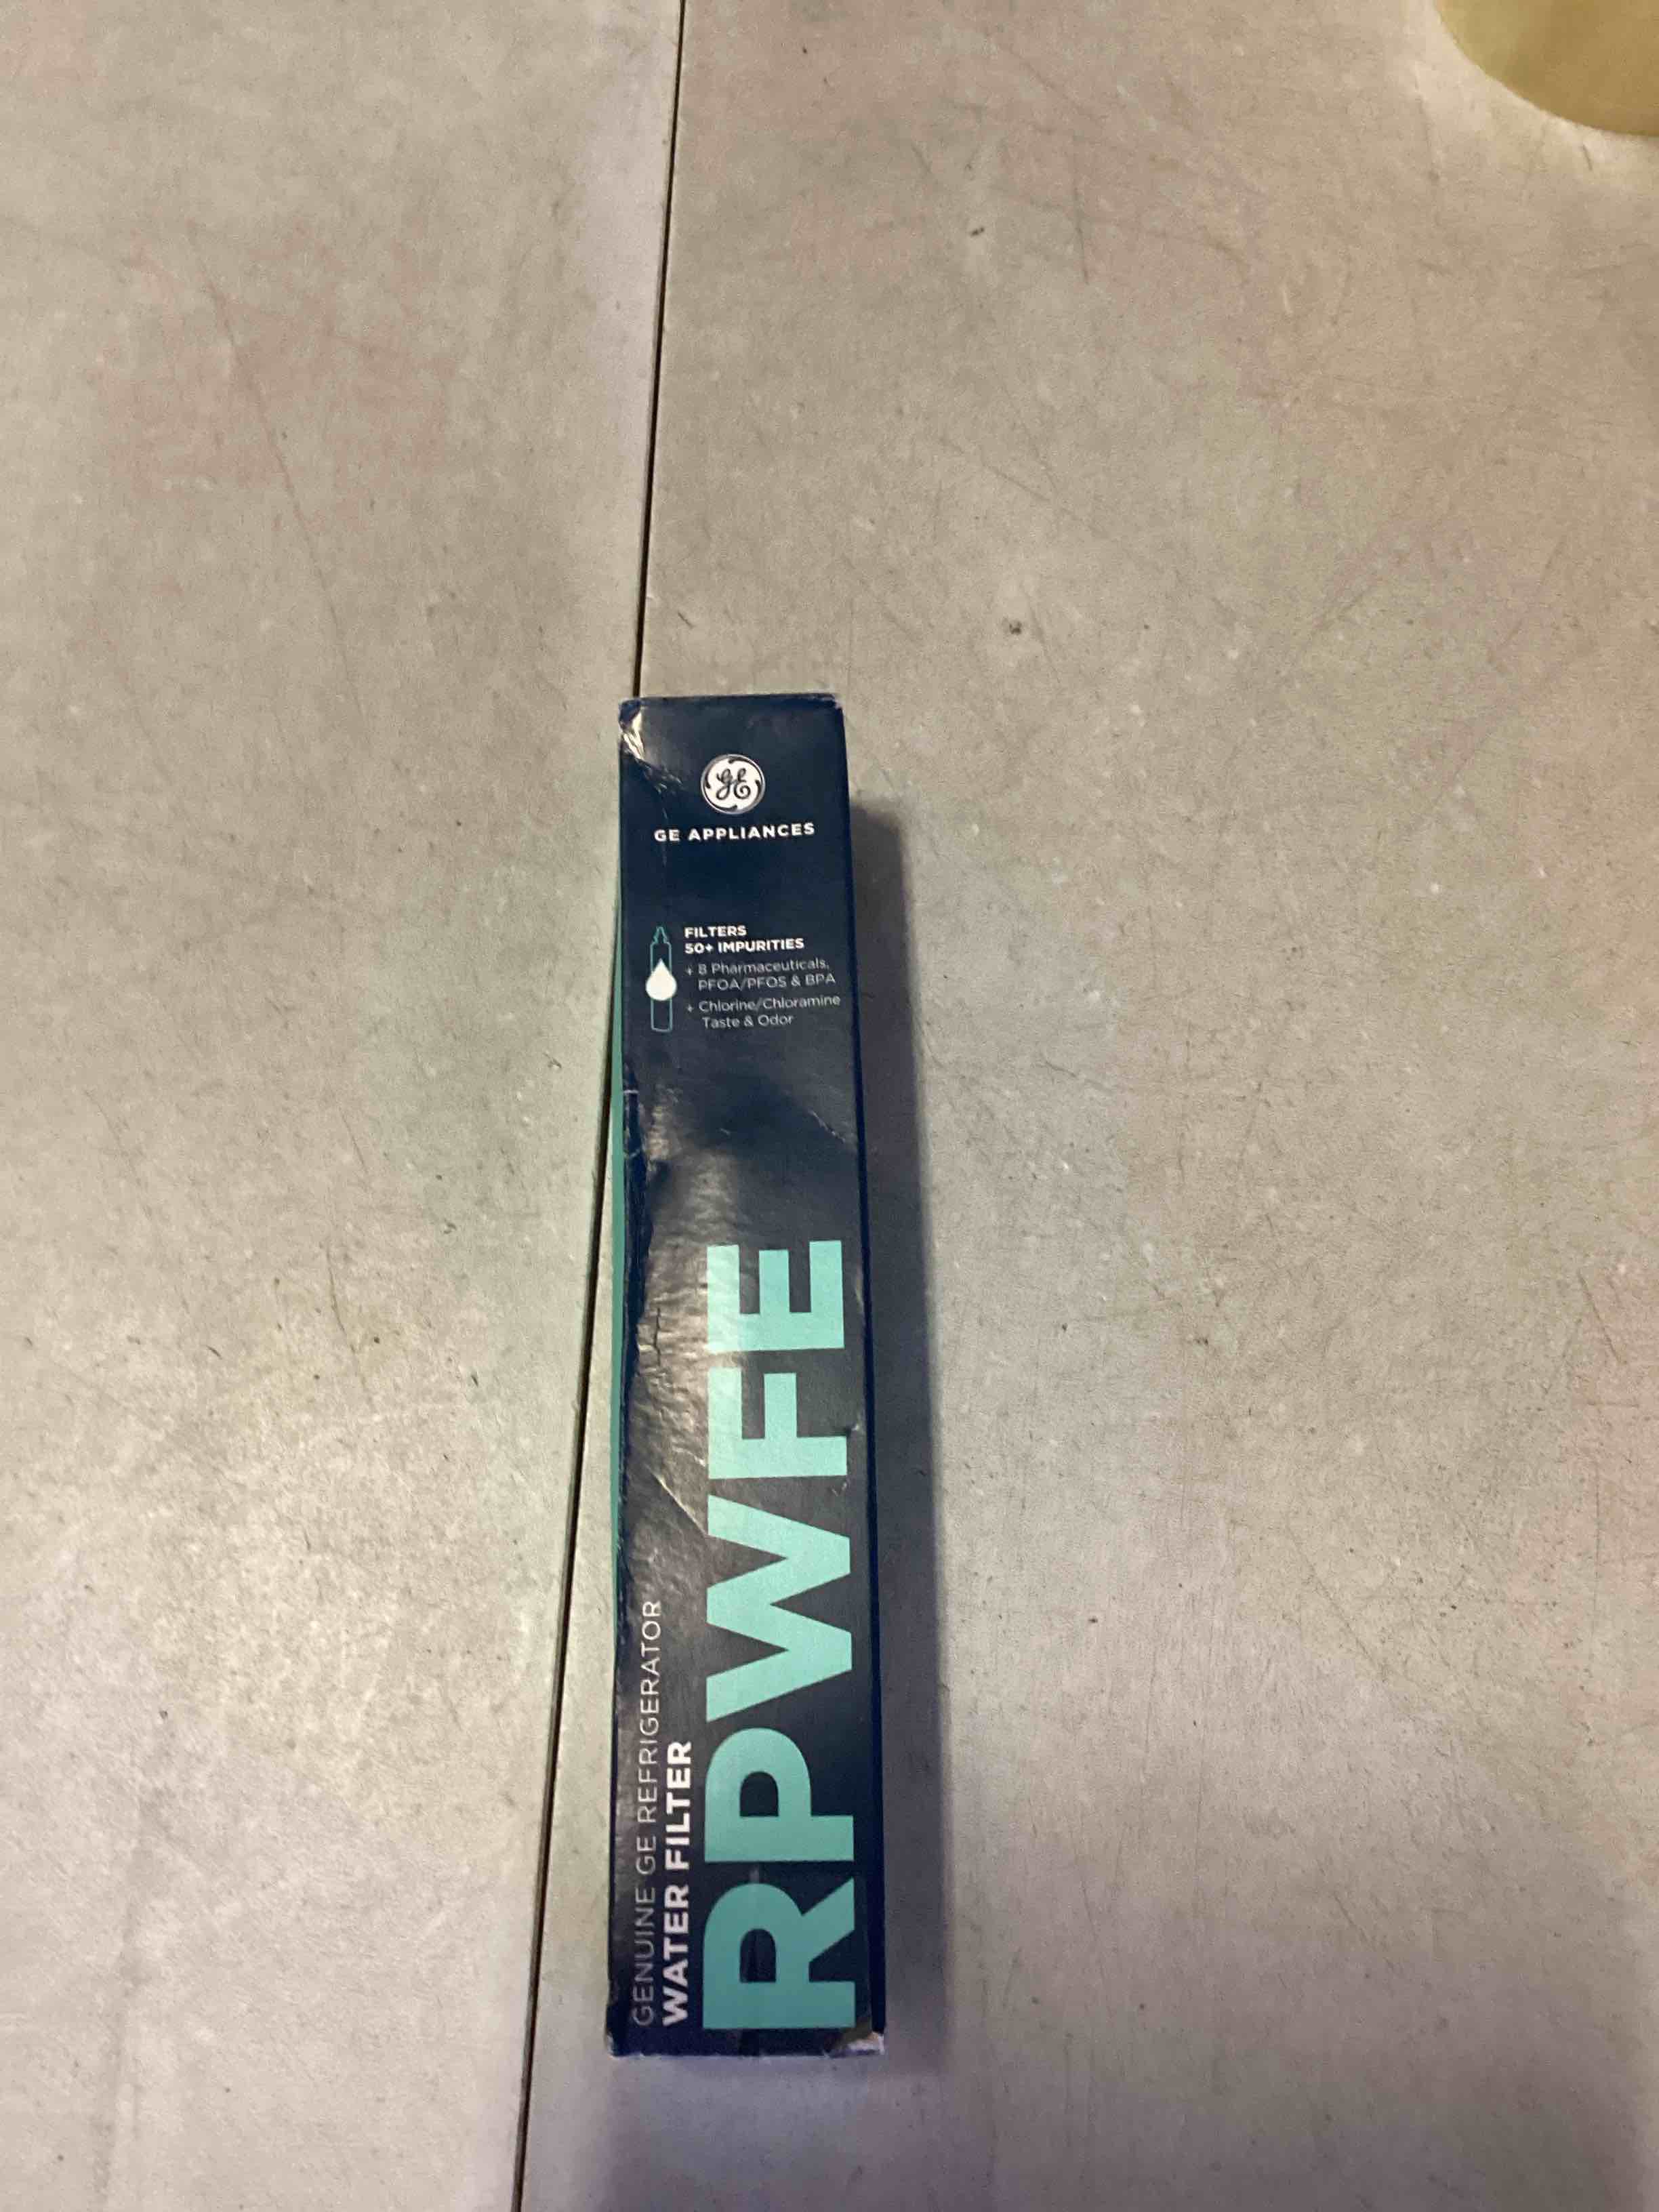 GE
GE APPLIANCES
FILTERS
50+ IMPURITIES
+ 8 Pharmaceuticals,
PFOA/PFOS & BPA
+ Chlorine/Chloramine
Taste & Odor
GENUINE GE REFRIGERATOR
WATER FILTER
RPWFE